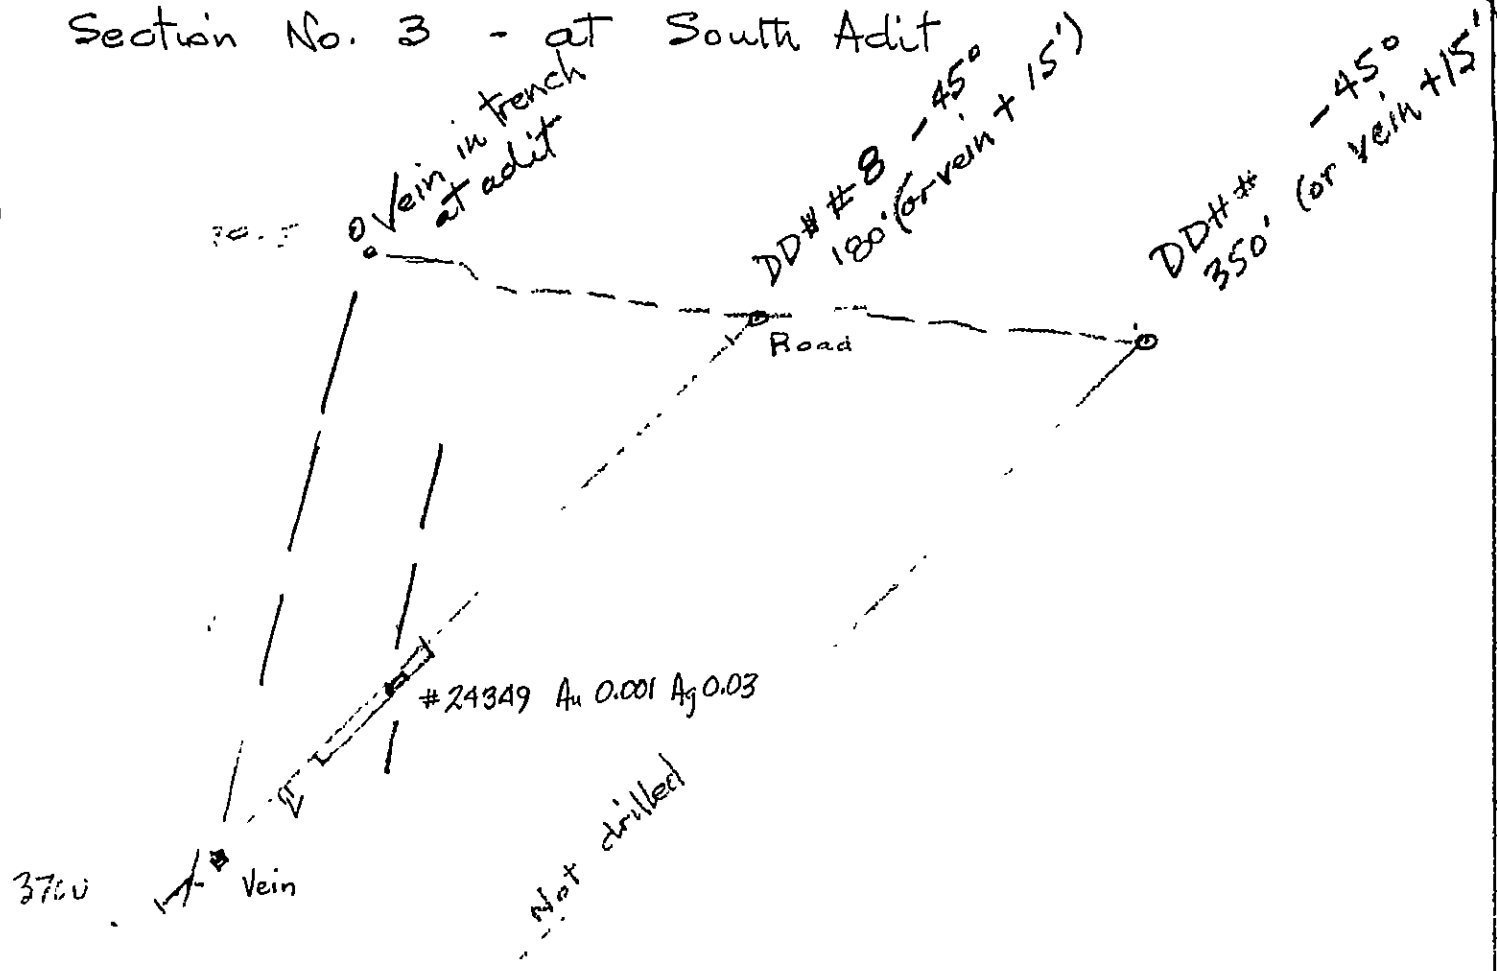 Section No. 3 - at South Adit
Vein in trench
at adit
DDH #8 -45°
180' (or vein + 15')
DDH # -45°
350' (or vein +15'
Road
#24349 Au 0.001 Ag 0.03
Not drilled
Vein